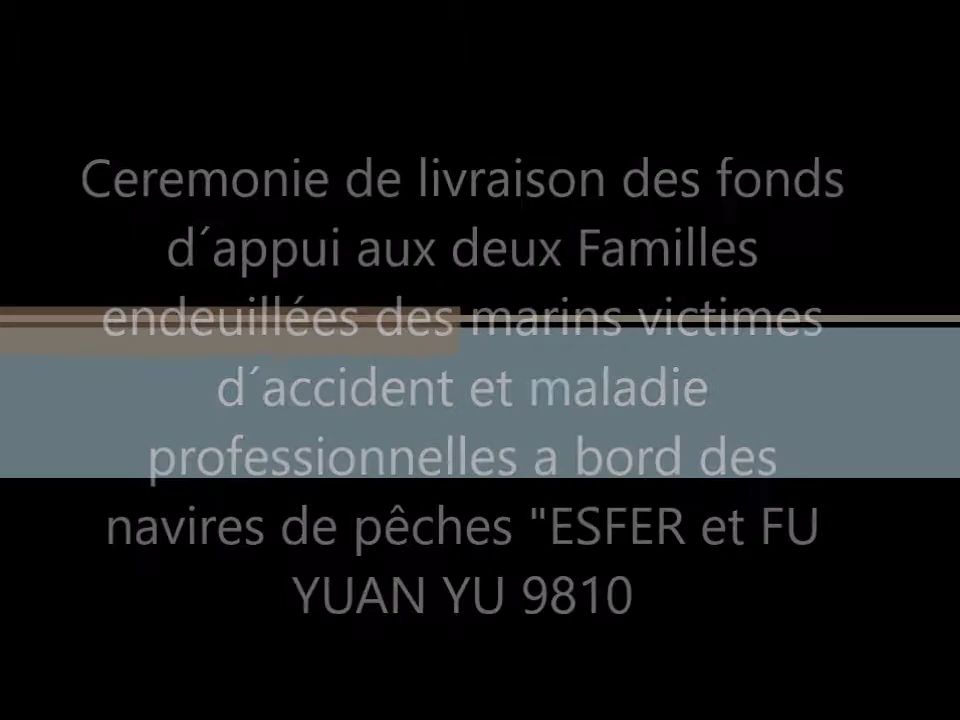 Ceremonie de livraison des fonds
d´appui aux deux Familles
endeuillées des marins victimes
d´accident et maladie
professionnelles a bord des
navires de pêches "ESFER et FU
YUAN YU 9810